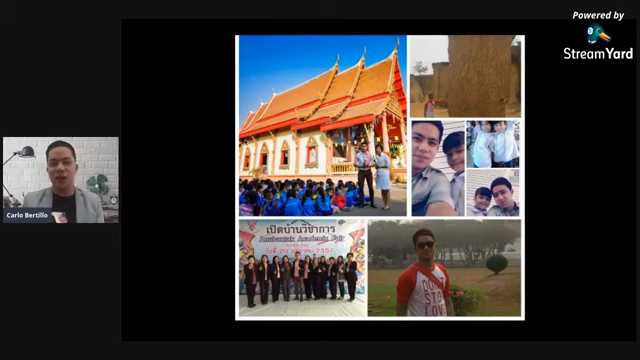 Powered by
StreamYard
Carlo Bertillo
เปิดบ้านวิชาการ
Academic Fair
DON'T
STOP
LOVE